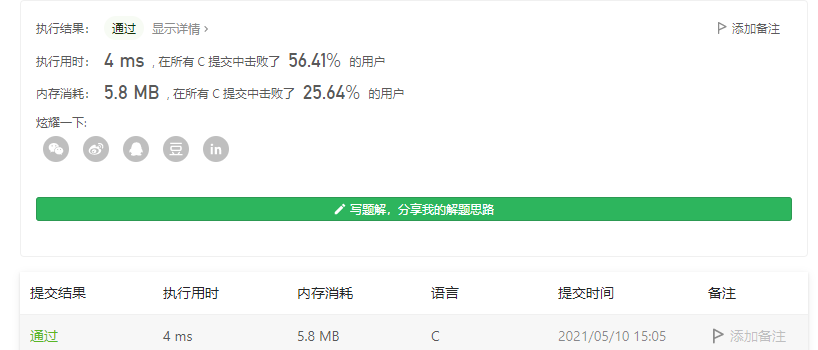 执行结果： 通过 显示详情 › 添加备注
执行用时： 4 ms , 在所有 C 提交中击败了 56.41% 的用户
内存消耗： 5.8 MB , 在所有 C 提交中击败了 25.64% 的用户
炫耀一下:
写题解，分享我的解题思路
提交结果 执行用时 内存消耗 语言 提交时间 备注
通过 4 ms 5.8 MB C 2021/05/10 15:05 添加备注